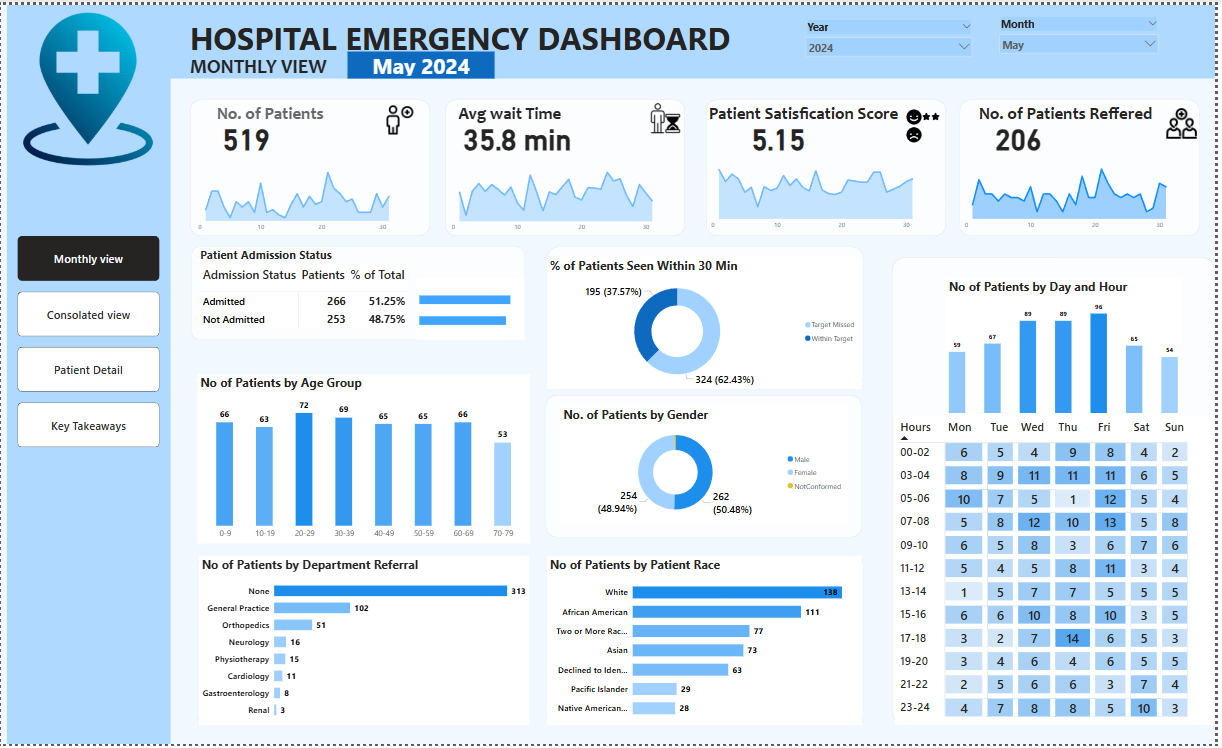 HOSPITAL EMERGENCY DASHBOARD
MONTHLY VIEW May 2024
Year
2024
Month
May
Monthly view
Consolated view
Patient Detail
Key Takeaways
No. of Patients
519
0 10 20 30
Avg wait Time
35.8 min
0 10 20 30
Patient Satisfication Score
5.15
0 10 20 30
No. of Patients Reffered
206
0 10 20 30
Patient Admission Status
Admission Status Patients % of Total
Admitted 266 51.25%
Not Admitted 253 48.75%
% of Patients Seen Within 30 Min
195 (37.57%)
324 (62.43%)
Target Missed
Within Target
No of Patients by Age Group
66 63 72 69 65 65 66 53
0-9 10-19 20-29 30-39 40-49 50-59 60-69 70-79
No. of Patients by Gender
254
(48.94%)
262
(50.48%)
Male
Female
NotConformed
No of Patients by Department Referral
None 313
General Practice 102
Orthopedics 51
Neurology 16
Physiotherapy 15
Cardiology 11
Gastroenterology 8
Renal 3
No of Patients by Patient Race
White 138
African American 111
Two or More Rac... 77
Asian 73
Declined to Iden... 63
Pacific Islander 29
Native American... 28
No of Patients by Day and Hour
59 67 89 89 96 65 54
Hours Mon Tue Wed Thu Fri Sat Sun
00-02 6 5 4 9 8 4 2
03-04 8 9 11 11 11 6 5
05-06 10 7 5 1 12 5 4
07-08 5 8 12 10 13 5 8
09-10 6 5 8 3 6 7 6
11-12 5 4 5 8 11 3 4
13-14 1 5 7 7 5 5 5
15-16 6 6 10 8 10 3 5
17-18 3 2 7 14 6 5 3
19-20 3 4 6 4 6 5 5
21-22 2 5 6 6 3 7 4
23-24 4 7 8 8 5 10 3